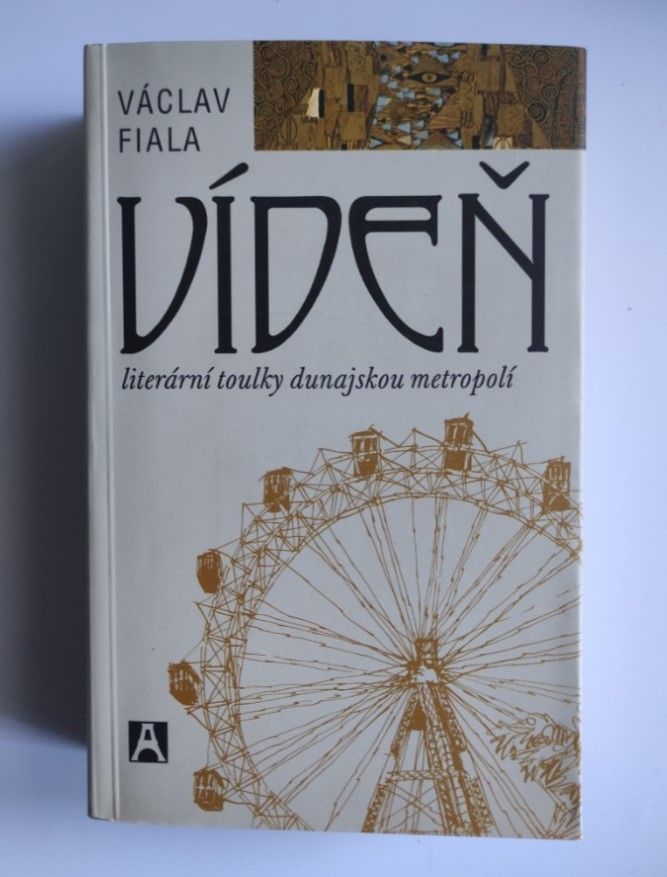 VÁCLAV
FIALA
VÍDEŇ
literární toulky dunajskou metropolí
A